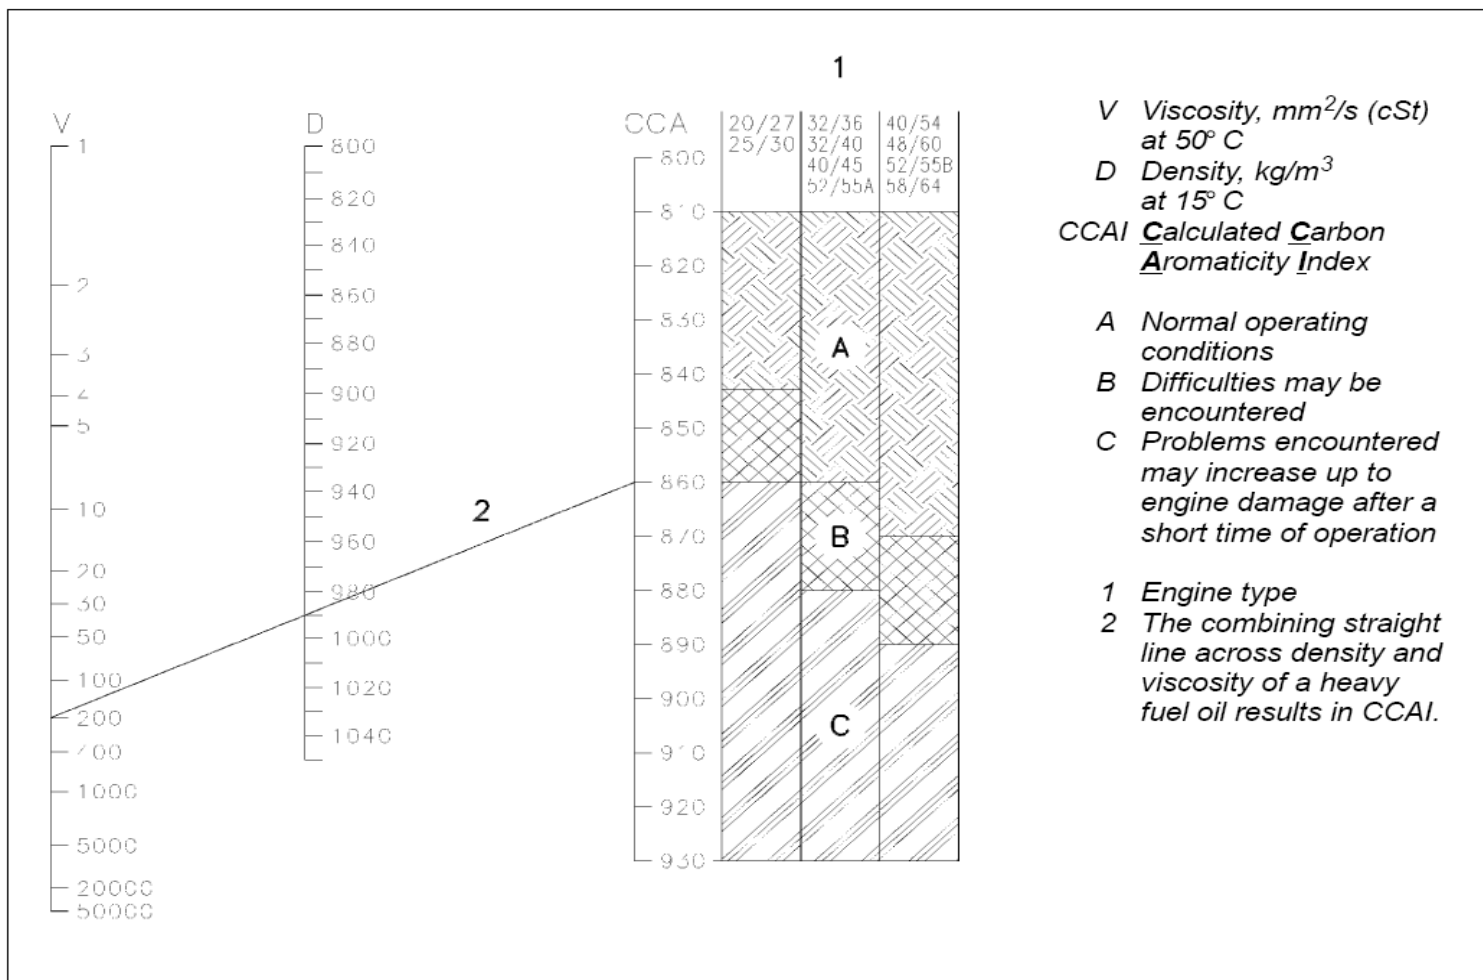 1
V
1
2
3
4
5
10
20
30
50
100
200
400
1000
5000
20000
50000
D
800
820
840
860
880
900
920
940
960
980
1000
1020
1040
2
CCA
800
810
820
830
840
850
860
870
880
890
900
910
920
930
20/27 32/36 40/54
25/30 32/40 48/60
40/45 52/55B
52/55A 58/64
A
B
C
V Viscosity, mm²/s (cSt)
at 50° C
D Density, kg/m³
at 15° C
CCAI Calculated Carbon
Aromaticity Index
A Normal operating
conditions
B Difficulties may be
encountered
C Problems encountered
may increase up to
engine damage after a
short time of operation
1 Engine type
2 The combining straight
line across density and
viscosity of a heavy
fuel oil results in CCAI.